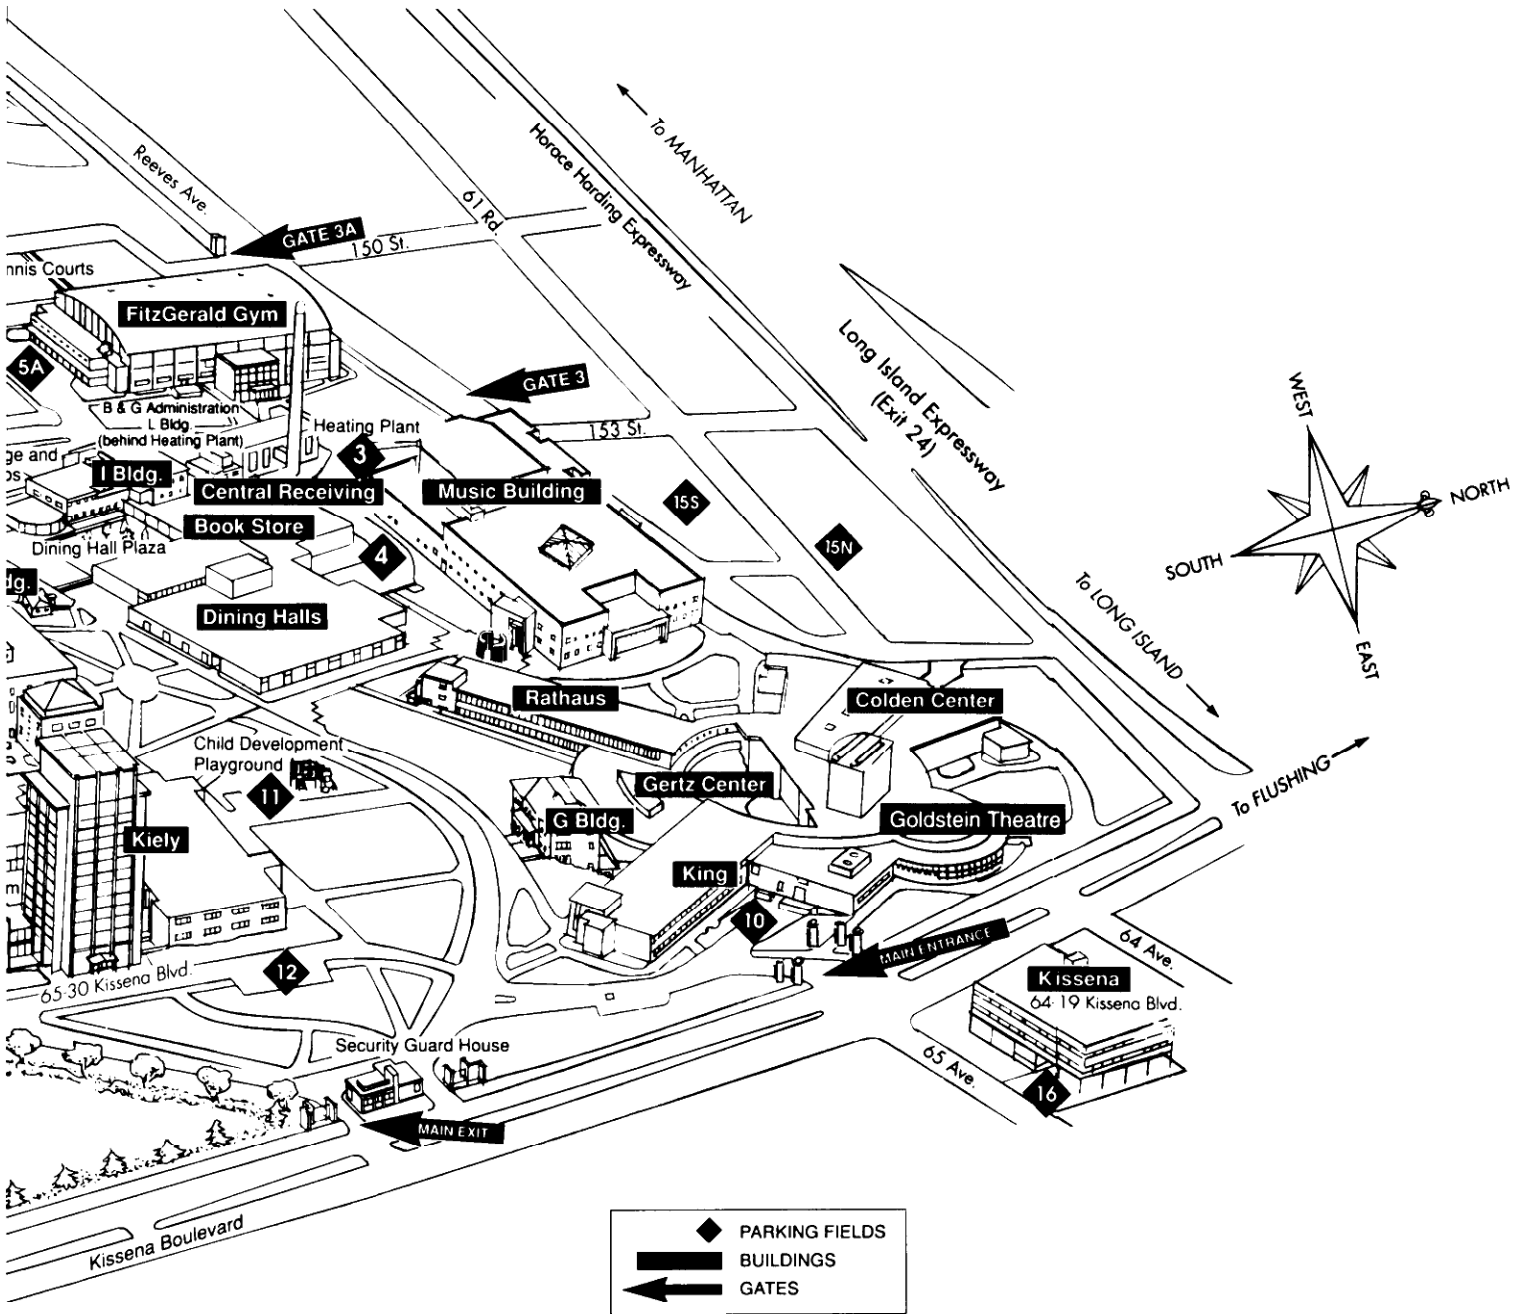 To MANHATTAN
Horace Harding Expressway
Reeves Ave.
61 Rd.
GATE 3A
150 St.
nnis Courts
FitzGerald Gym
5A
Long Island Expressway
(Exit 24)
GATE 3
B & G Administration
L Bldg.
(behind Heating Plant)
Heating Plant
153 St.
WEST
NORTH
SOUTH
EAST
ge and
os
I Bldg.
3
Central Receiving
Music Building
15S
Book Store
Dining Hall Plaza
4
15N
dg.
Dining Halls
To LONG ISLAND
Rathaus
Colden Center
Child Development
Playground
11
Gertz Center
To FLUSHING
G Bldg.
Goldstein Theatre
Kiely
King
m
10
MAIN ENTRANCE
64 Ave.
12
65-30 Kissena Blvd.
Kissena
64-19 Kissena Blvd.
Security Guard House
65 Ave.
16
MAIN EXIT
Kissena Boulevard
PARKING FIELDS
BUILDINGS
GATES